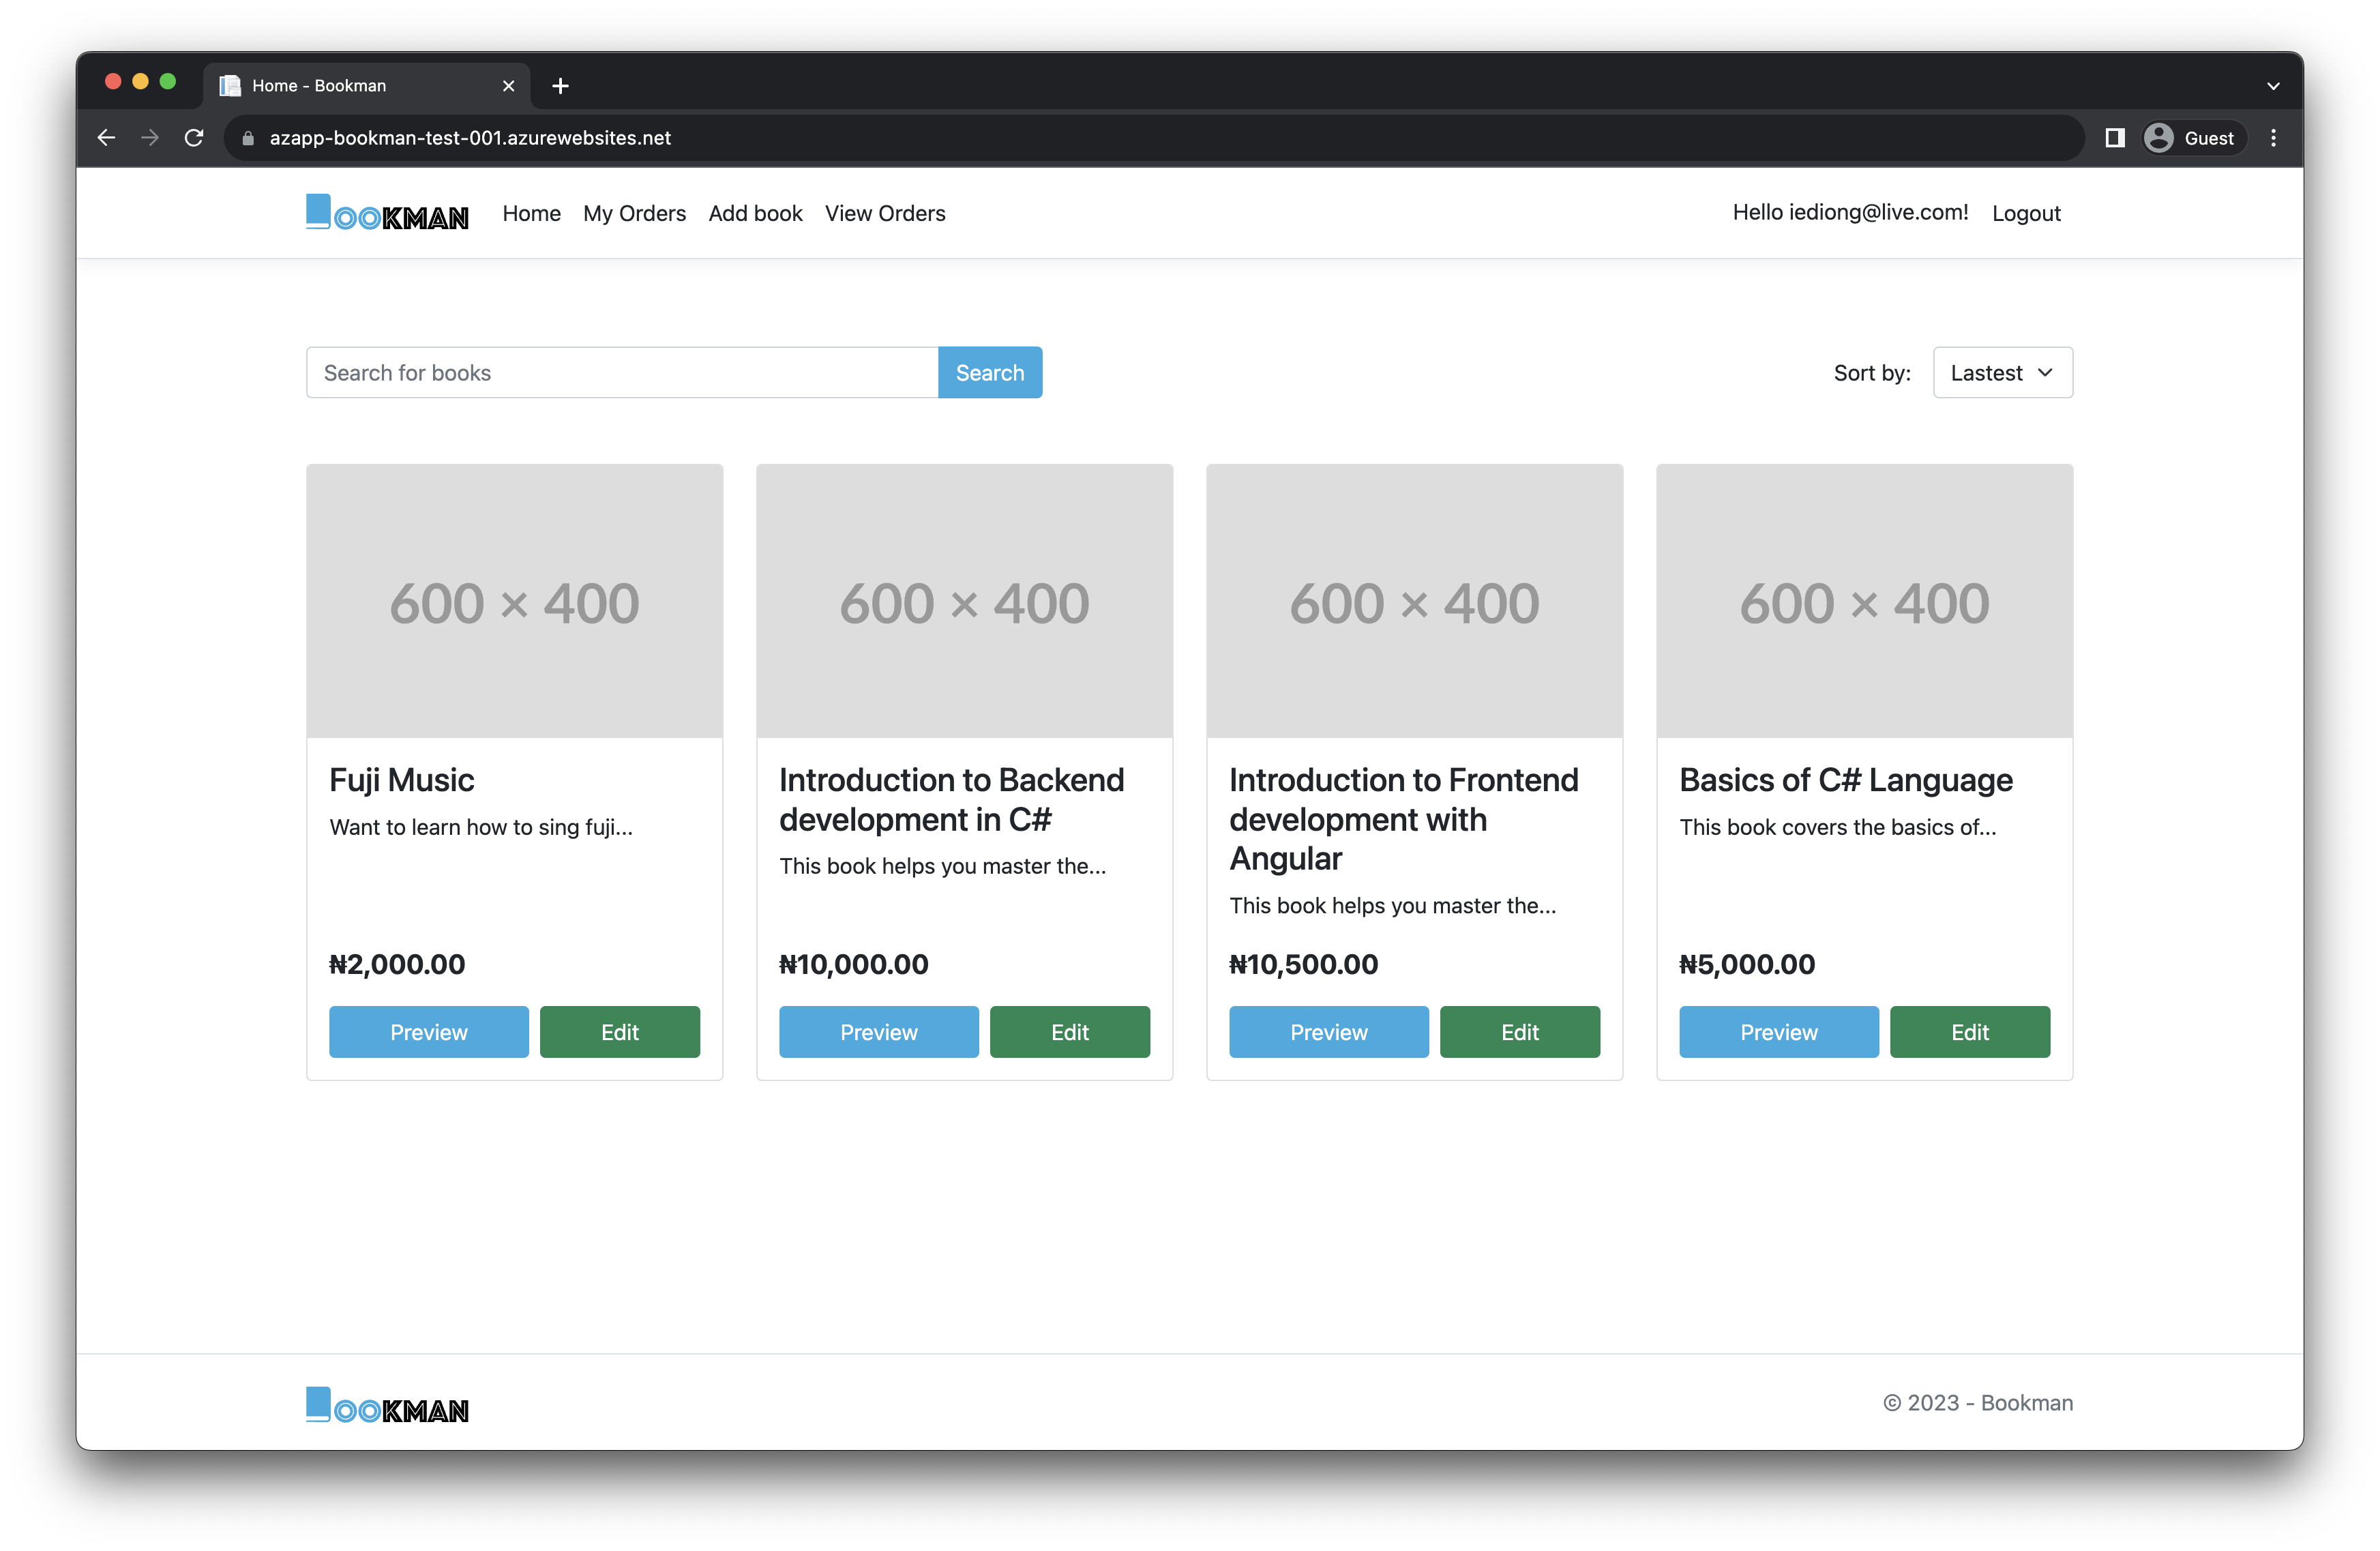 Home - Bookman
azapp-bookman-test-001.azurewebsites.net
Guest
BOOKMAN Home My Orders Add book View Orders Hello iediong@live.com! Logout
Search for books Search Sort by: Lastest
600 × 400
Fuji Music
Want to learn how to sing fuji...
₦2,000.00
Preview Edit
600 × 400
Introduction to Backend
development in C#
This book helps you master the...
₦10,000.00
Preview Edit
600 × 400
Introduction to Frontend
development with
Angular
This book helps you master the...
₦10,500.00
Preview Edit
600 × 400
Basics of C# Language
This book covers the basics of...
₦5,000.00
Preview Edit
BOOKMAN
© 2023 - Bookman